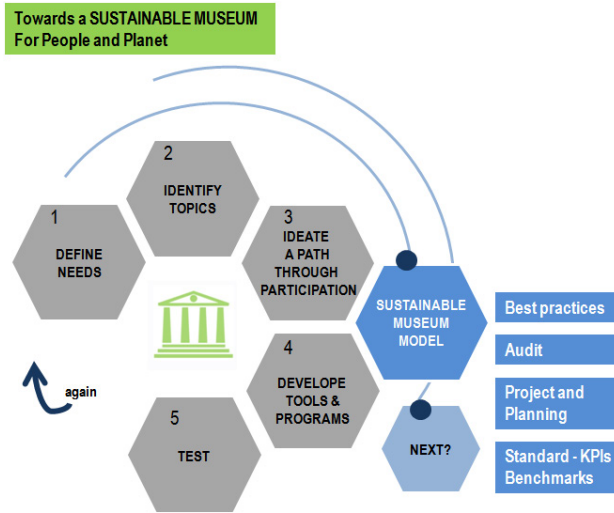 Towards a SUSTAINABLE MUSEUM
For People and Planet
1
DEFINE
NEEDS
2
IDENTIFY
TOPICS
3
IDEATE
A PATH
THROUGH
PARTICIPATION
4
DEVELOPE
TOOLS &
PROGRAMS
5
TEST
again
SUSTAINABLE
MUSEUM
MODEL
NEXT?
Best practices
Audit
Project and
Planning
Standard - KPIs
Benchmarks